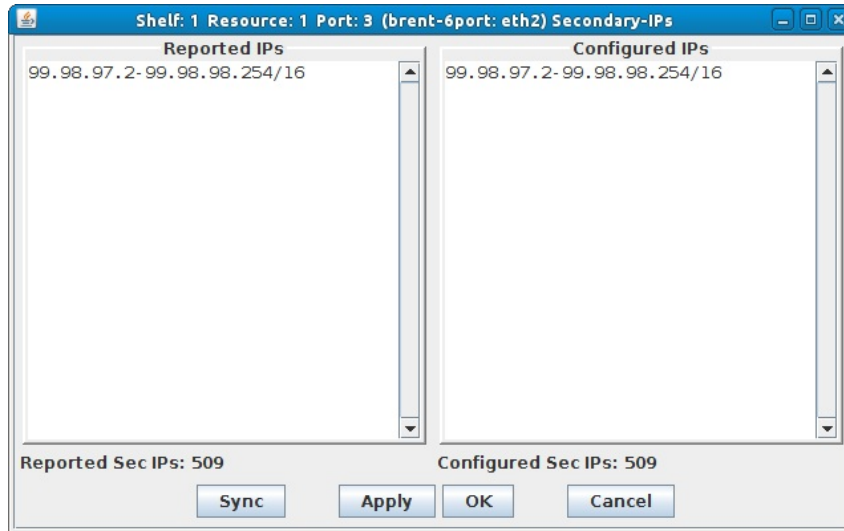 Shelf: 1 Resource: 1 Port: 3 (brent-6port: eth2) Secondary-IPs
Reported IPs
99.98.97.2-99.98.98.254/16
Configured IPs
99.98.97.2-99.98.98.254/16
Reported Sec IPs: 509
Configured Sec IPs: 509
Sync
Apply
OK
Cancel